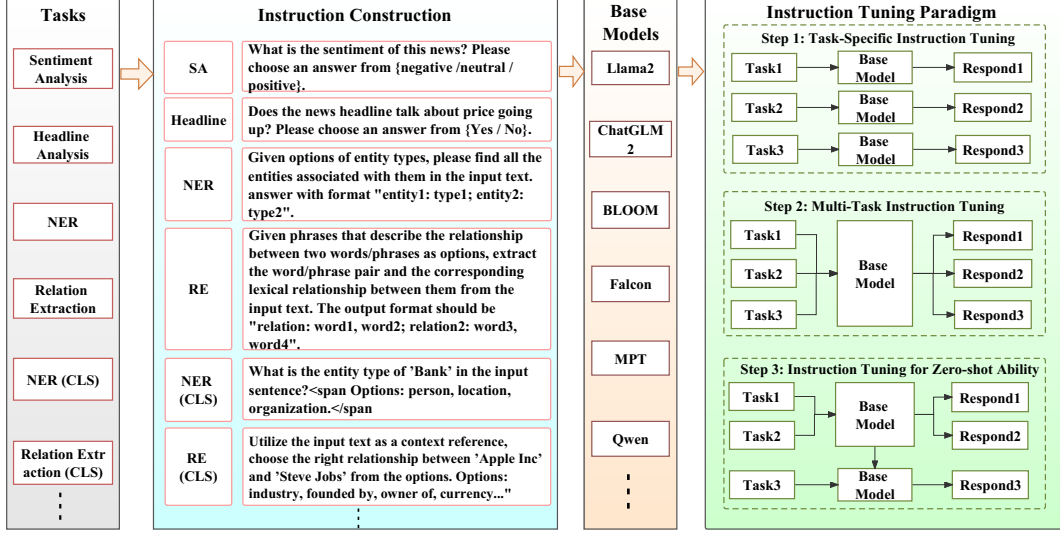 Tasks
Sentiment
Analysis
Headline
Analysis
NER
Relation
Extraction
NER (CLS)
Relation Extr
action (CLS)
Instruction Construction
SA
What is the sentiment of this news? Please
choose an answer from {negative /neutral /
positive}.
Headline
Does the news headline talk about price going
up? Please choose an answer from {Yes / No}.
NER
Given options of entity types, please find all the
entities associated with them in the input text.
answer with format "entity1: type1; entity2:
type2".
RE
Given phrases that describe the relationship
between two words/phrases as options, extract
the word/phrase pair and the corresponding
lexical relationship between them from the
input text. The output format should be
"relation: word1, word2; relation2: word3,
word4".
NER
(CLS)
What is the entity type of 'Bank' in the input
sentence?<span Options: person, location,
organization.</span
RE
(CLS)
Utilize the input text as a context reference,
choose the right relationship between 'Apple Inc'
and 'Steve Jobs' from the options. Options:
industry, founded by, owner of, currency..."
Base
Models
Llama2
ChatGLM
2
BLOOM
Falcon
MPT
Qwen
Instruction Tuning Paradigm
Step 1: Task-Specific Instruction Tuning
Task1
Base
Model
Respond1
Task2
Base
Model
Respond2
Task3
Base
Model
Respond3
Step 2: Multi-Task Instruction Tuning
Task1
Task2
Task3
Base
Model
Respond1
Respond2
Respond3
Step 3: Instruction Tuning for Zero-shot Ability
Task1
Task2
Base
Model
Respond1
Respond2
Task3
Base
Model
Respond3